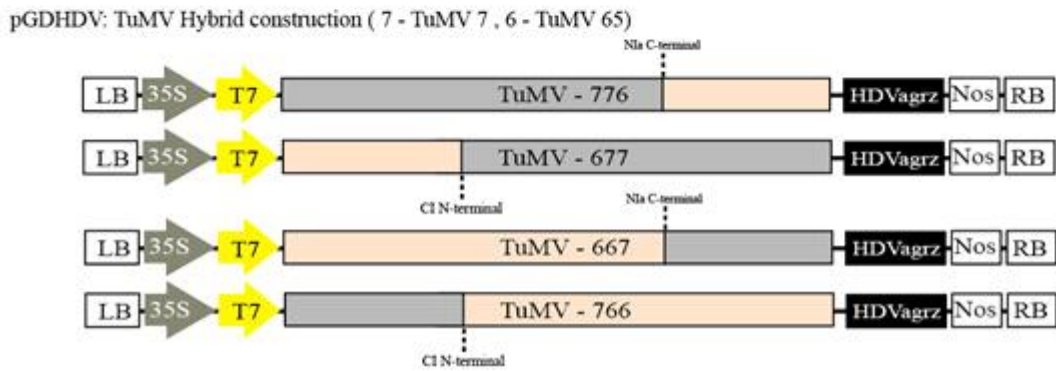 pGDHDV: TuMV Hybrid construction ( 7 - TuMV 7 , 6 - TuMV 65)
NIa C-terminal
LB 35S T7 TuMV - 776 HDVagrz Nos RB
LB 35S T7 TuMV - 677 HDVagrz Nos RB
CI N-terminal
NIa C-terminal
LB 35S T7 TuMV - 667 HDVagrz Nos RB
LB 35S T7 TuMV - 766 HDVagrz Nos RB
CI N-terminal